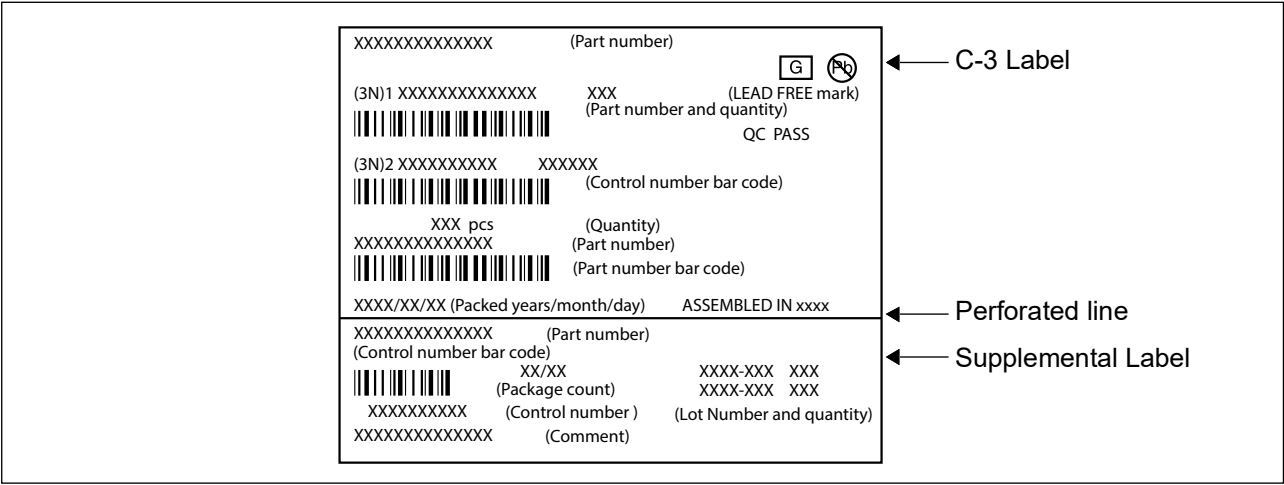 XXXXXXXXXXXXXX (Part number)
C-3 Label
G Pb
(3N)1 XXXXXXXXXXXXXX XXX (LEAD FREE mark)
(Part number and quantity)
QC PASS
(3N)2 XXXXXXXXXX XXXXXX
(Control number bar code)
XXX pcs (Quantity)
XXXXXXXXXXXXXX (Part number)
(Part number bar code)
XXXX/XX/XX (Packed years/month/day) ASSEMBLED IN xxxx
Perforated line
XXXXXXXXXXXXXX (Part number)
(Control number bar code)
Supplemental Label
XX/XX XXXX-XXX XXX
(Package count) XXXX-XXX XXX
XXXXXXXXXX (Control number ) (Lot Number and quantity)
XXXXXXXXXXXXXX (Comment)